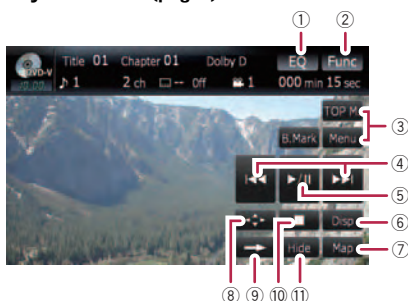 ① ②
Title 01 Chapter 01 Dolby D EQ Func
DVD-V
♪ 1 2 ch -- Off 1 000 min 15 sec
TOP M
③
B.Mark Menu
④
⑤
Disp ⑥
Hide Map ⑦
⑧ ⑨ ⑩ ⑪